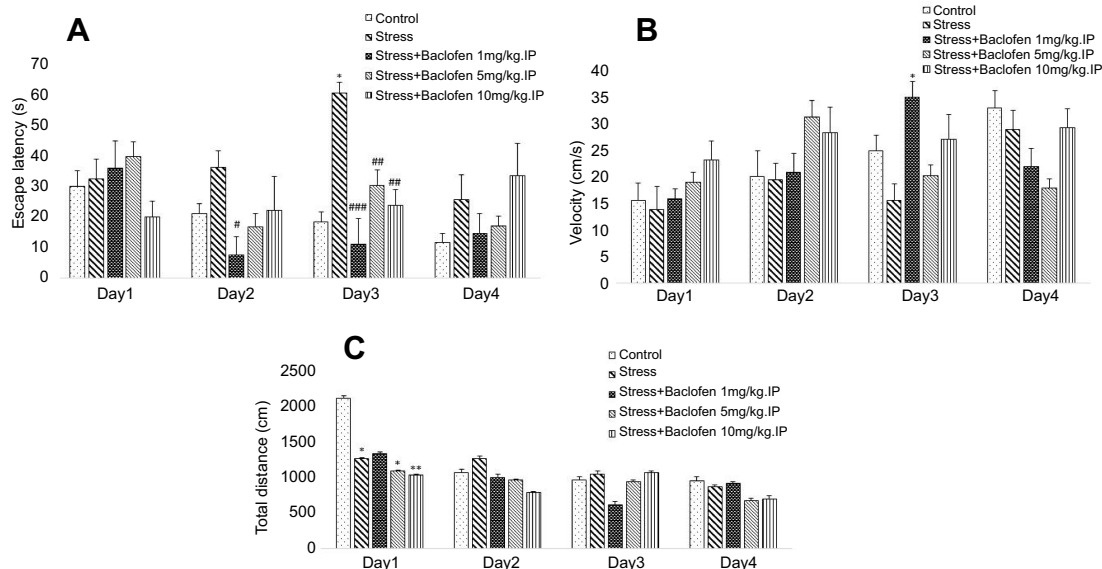 A
Control
Stress
Stress+Baclofen 1mg/kg.IP
Stress+Baclofen 5mg/kg.IP
Stress+Baclofen 10mg/kg.IP
Escape latency (s)
70
60
50
40
30
20
10
0
#
*
###
##
##
Day1 Day2 Day3 Day4
B
Control
Stress
Stress+Baclofen 1mg/kg.IP
Stress+Baclofen 5mg/kg.IP
Stress+Baclofen 10mg/kg.IP
Velocity (cm/s)
40
35
30
25
20
15
10
5
0
*
Day1 Day2 Day3 Day4
C
Control
Stress
Stress+Baclofen 1mg/kg.IP
Stress+Baclofen 5mg/kg.IP
Stress+Baclofen 10mg/kg.IP
Total distance (cm)
2500
2000
1500
1000
500
0
*
*
**
Day1 Day2 Day3 Day4